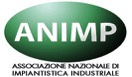 ANIMP
ASSOCIAZIONE NAZIONALE DI
IMPIANTISTICA INDUSTRIALE